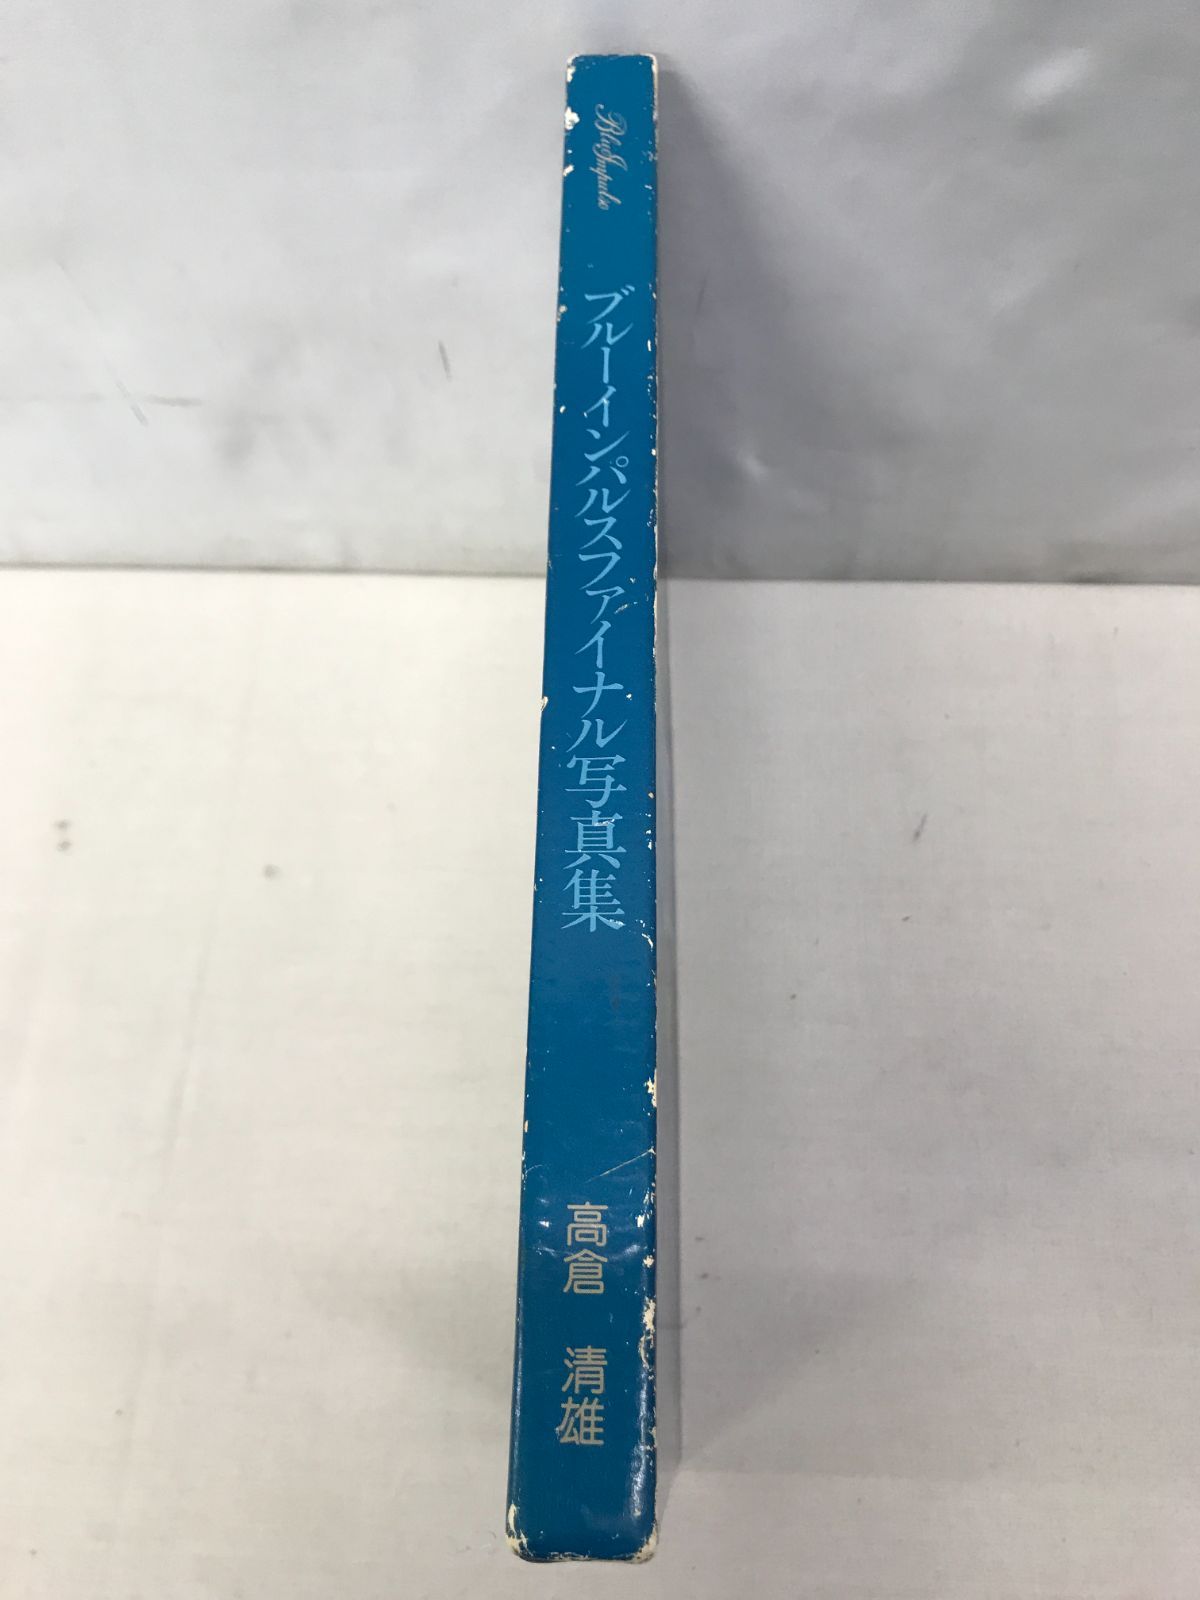 Blue Impulse
ブルーインパルスファイナル写真集
高倉 清雄